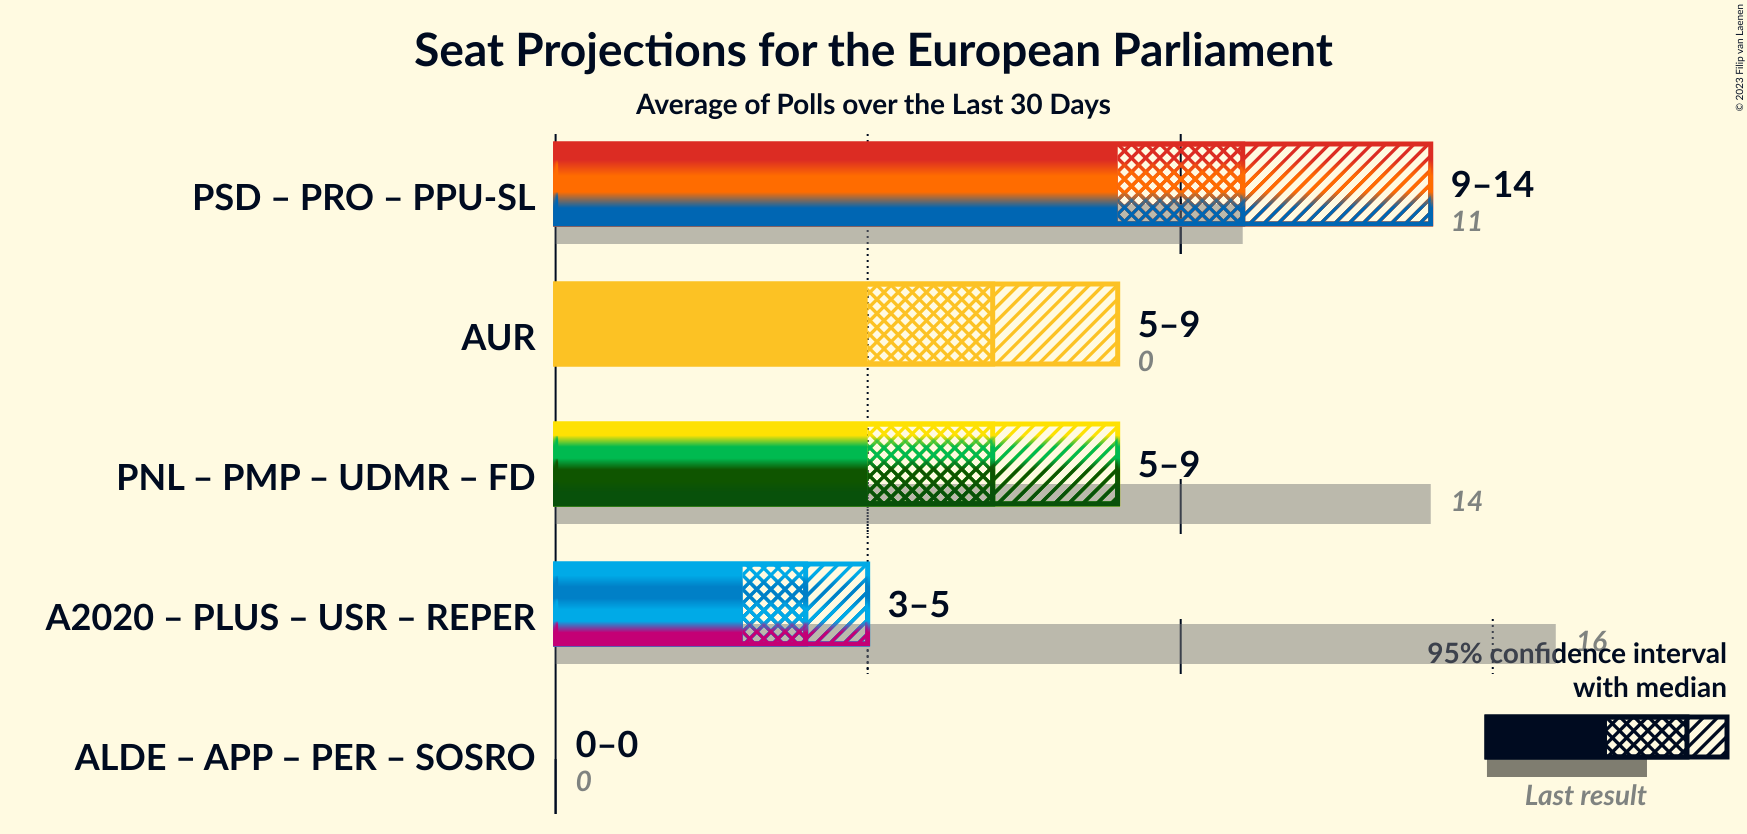 Seat Projections for the European Parliament
Average of Polls over the Last 30 Days
© 2023 Filip van Laenen
PSD – PRO – PPU-SL
9–14
11
AUR
5–9
0
PNL – PMP – UDMR – FD
5–9
14
A2020 – PLUS – USR – REPER
3–5
16
95% confidence interval
with median
ALDE – APP – PER – SOSRO
0–0
0
Last result